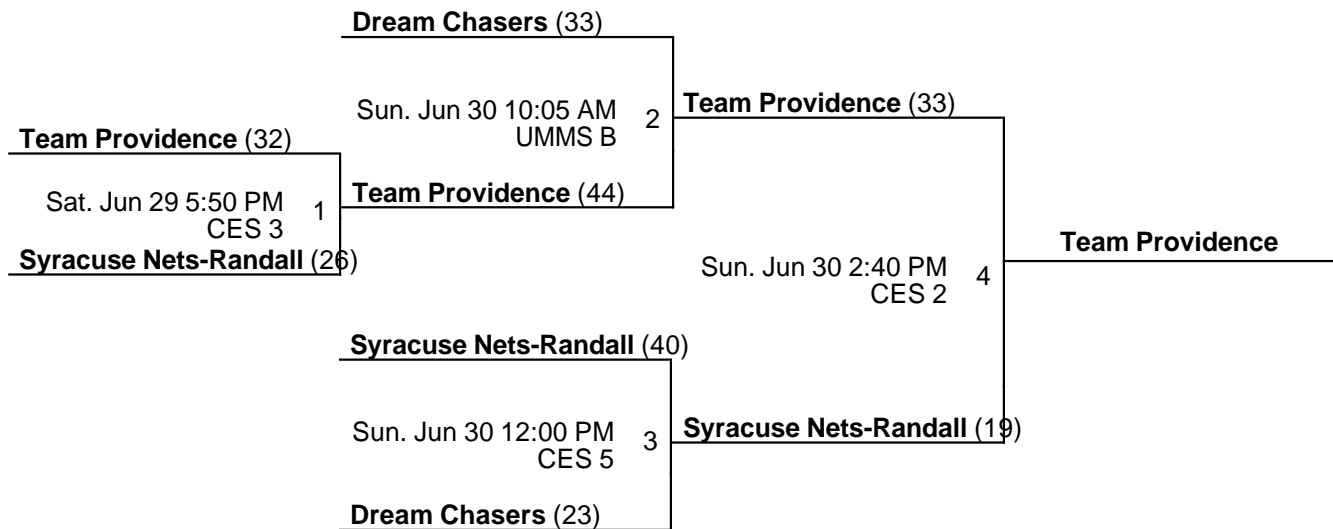 Dream Chasers (33)
Sun. Jun 30 10:05 AM
UMMS B
2
Team Providence (33)
Team Providence (32)
Sat. Jun 29 5:50 PM
CES 3
1
Team Providence (44)
Syracuse Nets-Randall (26)
Team Providence
Sun. Jun 30 2:40 PM
CES 2
4
Syracuse Nets-Randall (40)
Sun. Jun 30 12:00 PM
CES 5
3
Syracuse Nets-Randall (19)
Dream Chasers (23)